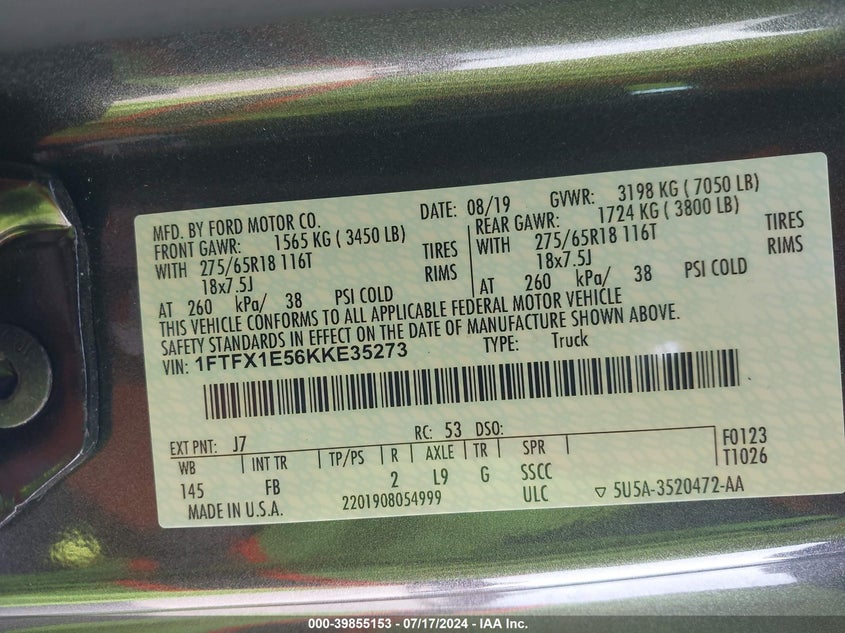 MFD. BY FORD MOTOR CO. DATE: 08/19 GVWR: 3198 KG ( 7050 LB)
FRONT GAWR: 1565 KG ( 3450 LB) REAR GAWR: 1724 KG ( 3800 LB)
WITH 275/65R18 116T TIRES WITH 275/65R18 116T TIRES
18x7.5J RIMS 18x7.5J RIMS
AT 260 kPa/ 38 PSI COLD AT 260 kPa/ 38 PSI COLD
THIS VEHICLE CONFORMS TO ALL APPLICABLE FEDERAL MOTOR VEHICLE
SAFETY STANDARDS IN EFFECT ON THE DATE OF MANUFACTURE SHOWN ABOVE.
VIN: 1FTFX1E56KKE35273 TYPE: Truck
EXT PNT: J7 RC: 53 DSO: F0123
WB INT TR TP/PS R AXLE TR SPR T1026
145 FB 2 L9 G SSCC
MADE IN U.S.A. 2201908054999 ULC ▽ 5U5A-3520472-AA
000-39855153 - 07/17/2024 - IAA Inc.